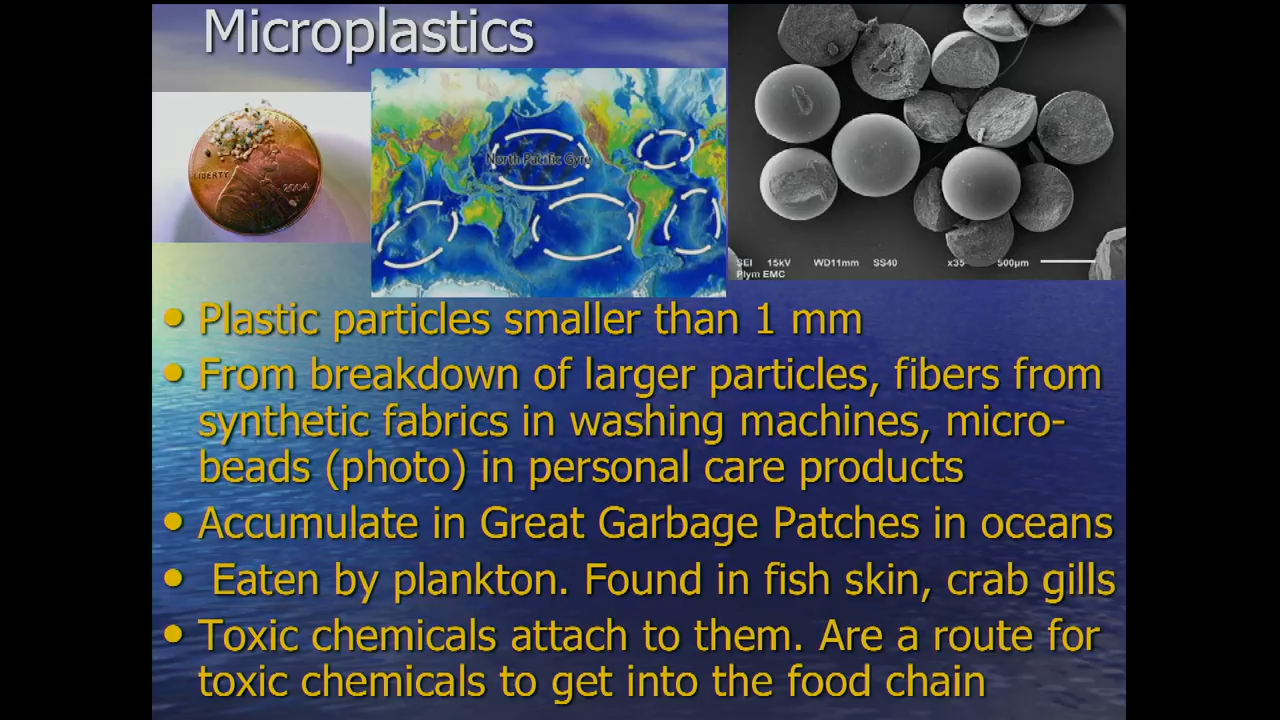 Microplastics
LIBERTY
2004
North Pacific Gyre
SEI 15kV WD11mm SS40 x35 500µm
Plym EMC
• Plastic particles smaller than 1 mm
• From breakdown of larger particles, fibers from
synthetic fabrics in washing machines, micro-
beads (photo) in personal care products
• Accumulate in Great Garbage Patches in oceans
• Eaten by plankton. Found in fish skin, crab gills
• Toxic chemicals attach to them. Are a route for
toxic chemicals to get into the food chain